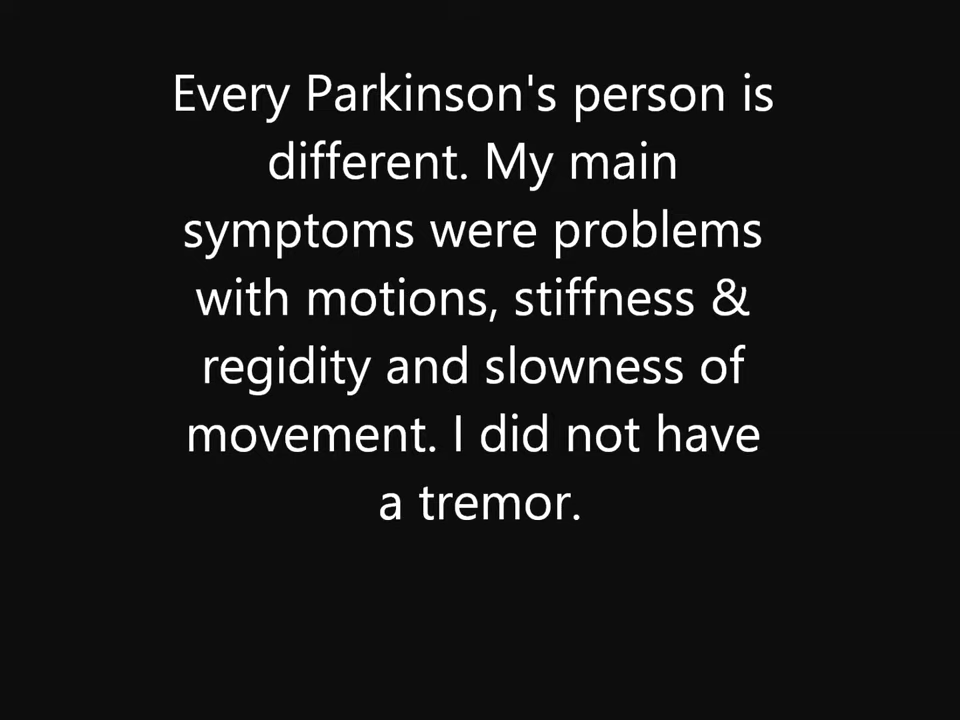 Every Parkinson's person is
different. My main
symptoms were problems
with motions, stiffness &
regidity and slowness of
movement. I did not have
a tremor.